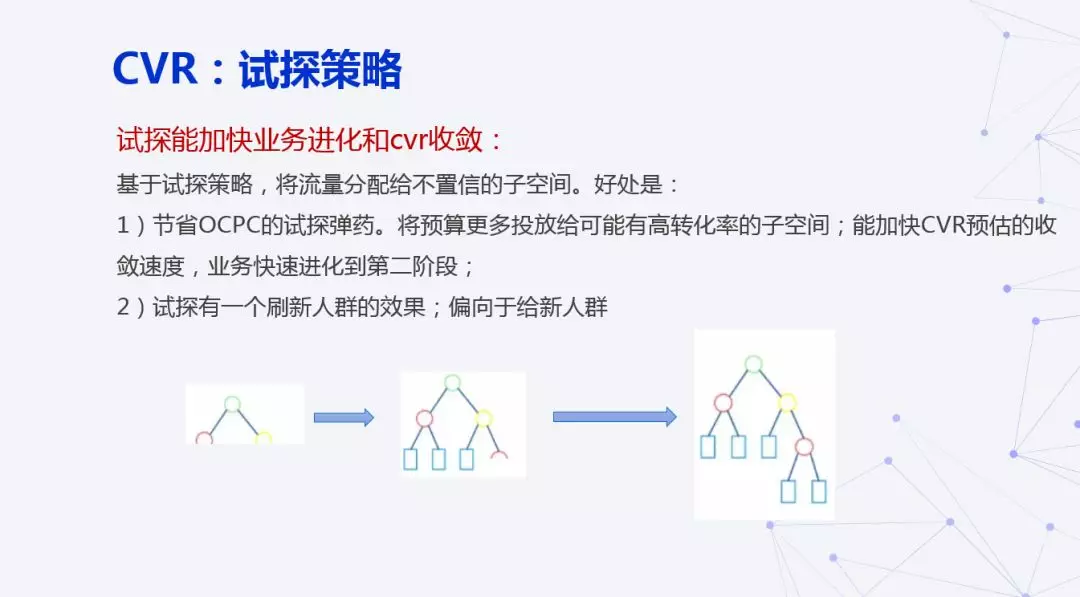 CVR：试探策略
试探能加快业务进化和cvr收敛：
基于试探策略，将流量分配给不置信的子空间。好处是：
1）节省OCPC的试探弹药。将预算更多投放给可能有高转化率的子空间；能加快CVR预估的收
敛速度，业务快速进化到第二阶段；
2）试探有一个刷新人群的效果；偏向于给新人群